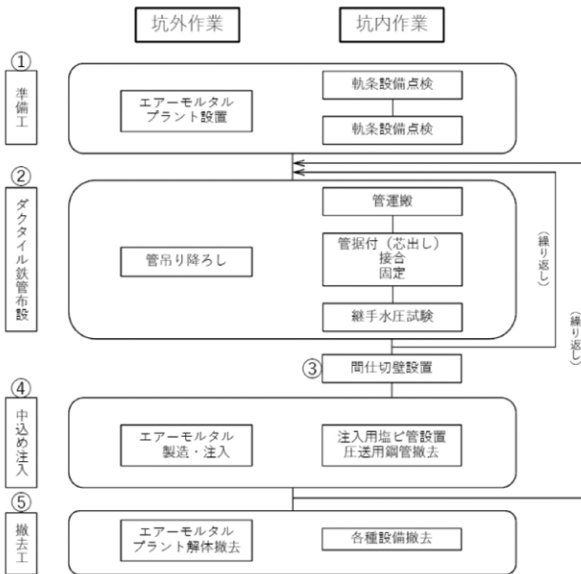 坑外作業
坑内作業
①
準備工
エアーモルタル
プラント設置
軌条設備点検
軌条設備点検
②
ダクタイル鉄管布設
管吊り降ろし
管運搬
管据付（芯出し）
接合
固定
継手水圧試験
（繰り返し）
（繰り返し）
③
間仕切壁設置
④
中込め注入
エアーモルタル
製造・注入
注入用塩ビ管設置
圧送用鋼管撤去
⑤
撤去工
エアーモルタル
プラント解体撤去
各種設備撤去